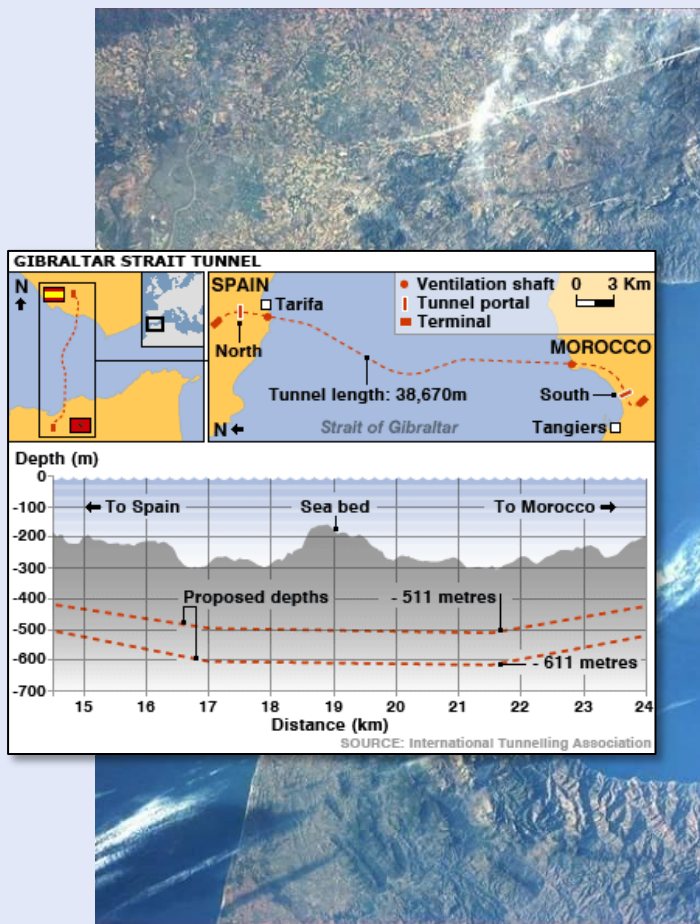 GIBRALTAR STRAIT TUNNEL
N
SPAIN
Tarifa
North
Ventilation shaft
Tunnel portal
Terminal
0 3 Km
MOROCCO
Tunnel length: 38,670m
South
N
Strait of Gibraltar
Tangiers
Depth (m)
0
-100
-200
-300
-400
-500
-600
-700
To Spain
Sea bed
To Morocco
Proposed depths
- 511 metres
- 611 metres
15 16 17 18 19 20 21 22 23 24
Distance (km)
SOURCE: International Tunnelling Association